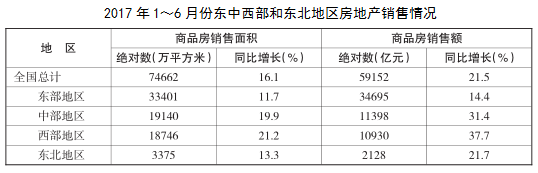 2017 年 1～6 月份东中西部和东北地区房地产销售情况
地 区 商品房销售面积 商品房销售额
绝对数(万平方米) 同比增长(%) 绝对数(亿元) 同比增长(%)
全国总计 74662 16.1 59152 21.5
东部地区 33401 11.7 34695 14.4
中部地区 19140 19.9 11398 31.4
西部地区 18746 21.2 10930 37.7
东北地区 3375 13.3 2128 21.7